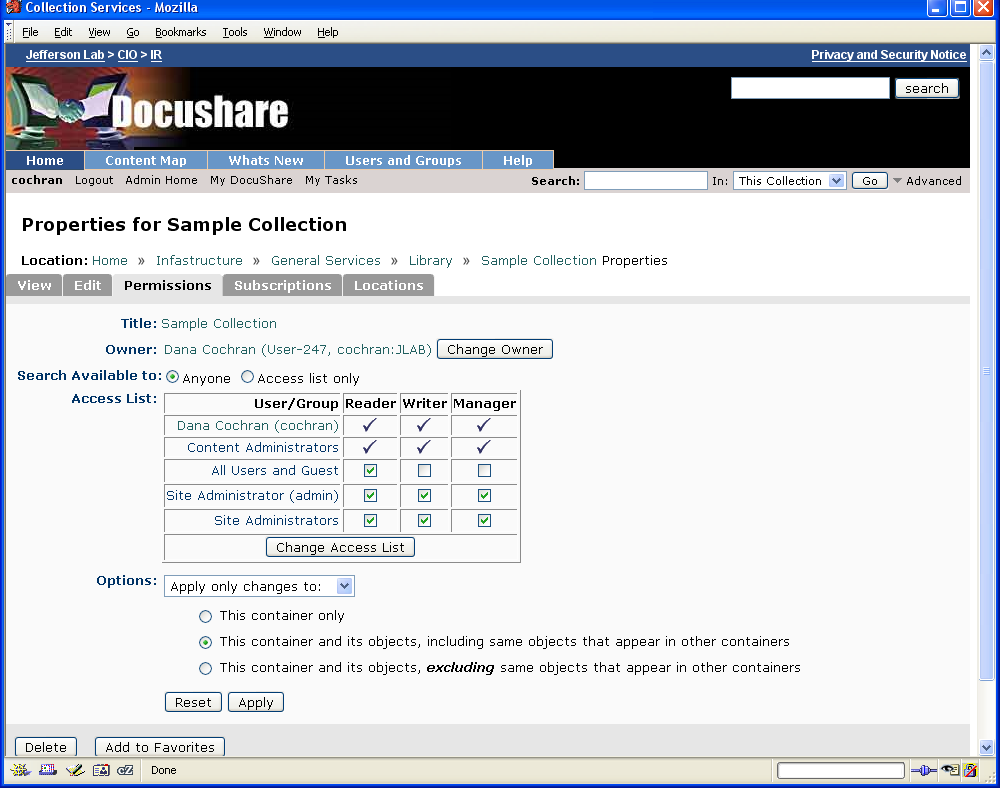 Collection Services - Mozilla
File Edit View Go Bookmarks Tools Window Help
Jefferson Lab > CIO > IR Privacy and Security Notice
Docushare search
Home Content Map Whats New Users and Groups Help
cochran Logout Admin Home My DocuShare My Tasks Search: In: This Collection Go Advanced
Properties for Sample Collection
Location: Home » Infastructure » General Services » Library » Sample Collection Properties
View Edit Permissions Subscriptions Locations
Title: Sample Collection
Owner: Dana Cochran (User-247, cochran:JLAB) Change Owner
Search Available to: Anyone Access list only
Access List: User/Group Reader Writer Manager
Dana Cochran (cochran)
Content Administrators
All Users and Guest
Site Administrator (admin)
Site Administrators
Change Access List
Options: Apply only changes to:
This container only
This container and its objects, including same objects that appear in other containers
This container and its objects, excluding same objects that appear in other containers
Reset Apply
Delete Add to Favorites
Done